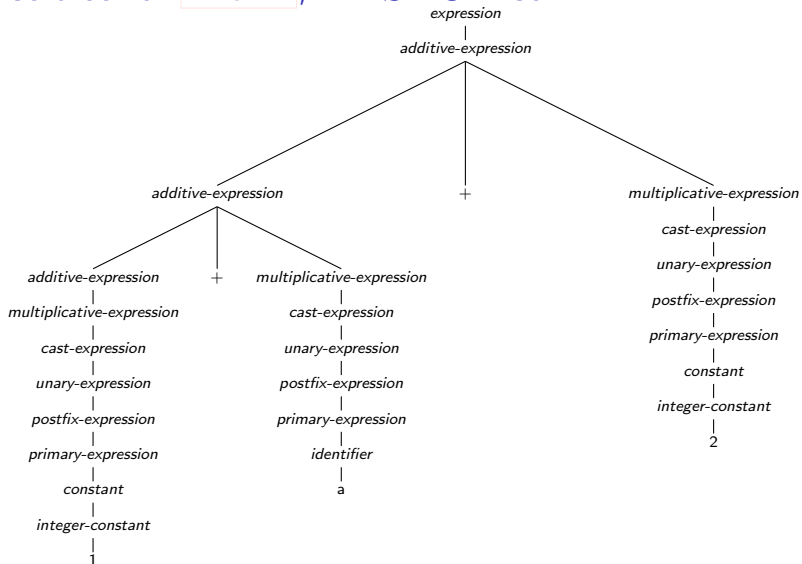 expression
additive-expression
additive-expression + multiplicative-expression
cast-expression
unary-expression
additive-expression + multiplicative-expression postfix-expression
multiplicative-expression cast-expression primary-expression
cast-expression unary-expression constant
unary-expression postfix-expression integer-constant
postfix-expression primary-expression 2
primary-expression identifier
constant a
integer-constant
1